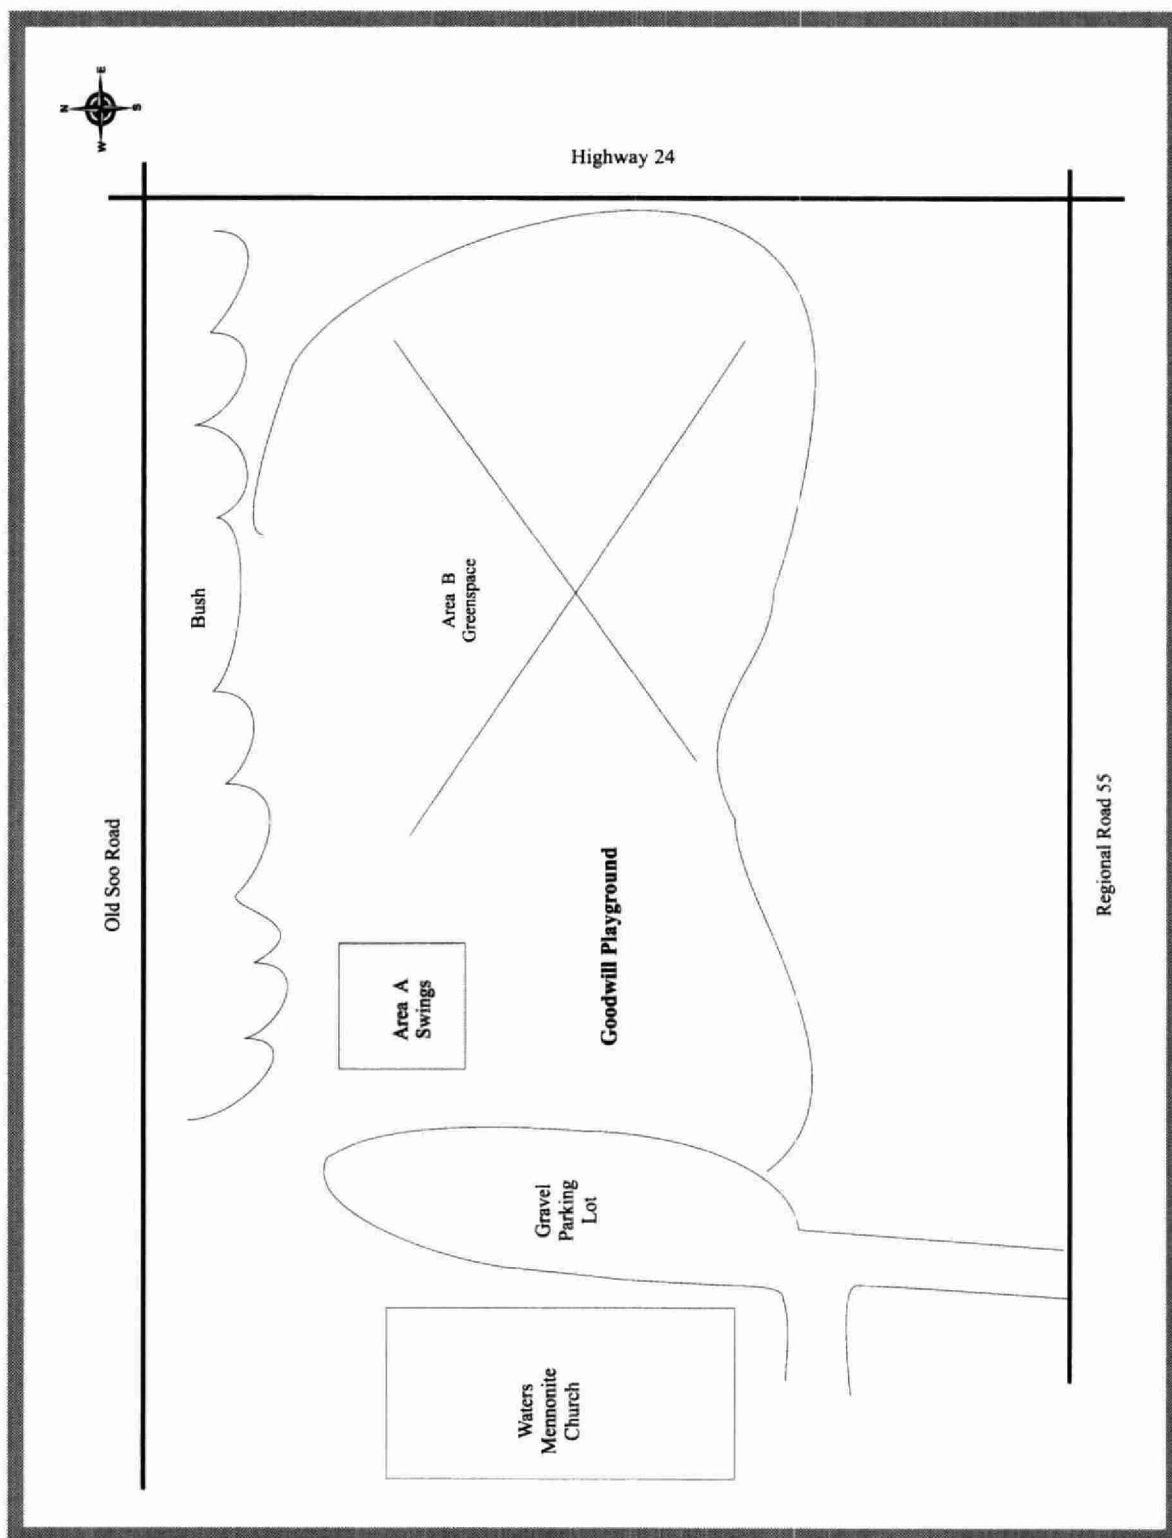 N
E
S
W
Highway 24
Old Soo Road
Bush
Area B
Greenspace
Regional Road 55
Area A
Swings
Goodwill Playground
Gravel
Parking
Lot
Waters
Mennonite
Church